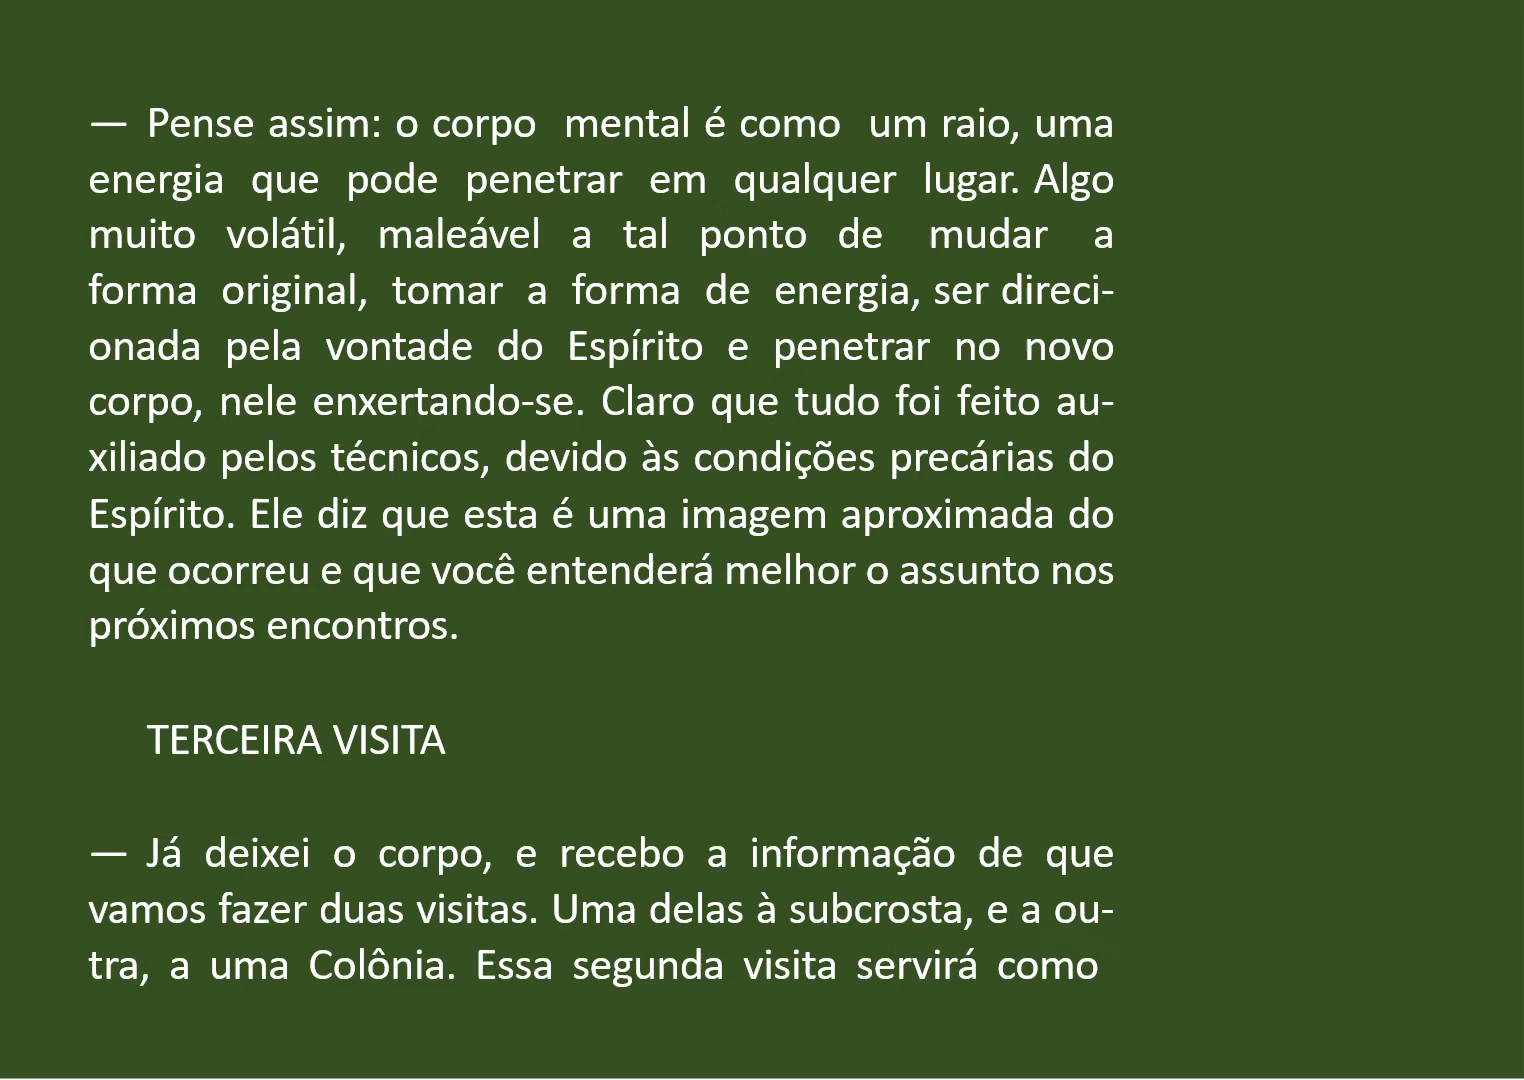 — Pense assim: o corpo mental é como um raio, uma
energia que pode penetrar em qualquer lugar. Algo
muito volátil, maleável a tal ponto de mudar a
forma original, tomar a forma de energia, ser direci-
onada pela vontade do Espírito e penetrar no novo
corpo, nele enxertando-se. Claro que tudo foi feito au-
xiliado pelos técnicos, devido às condições precárias do
Espírito. Ele diz que esta é uma imagem aproximada do
que ocorreu e que você entenderá melhor o assunto nos
próximos encontros.
TERCEIRA VISITA
— Já deixei o corpo, e recebo a informação de que
vamos fazer duas visitas. Uma delas à subcrosta, e a ou-
tra, a uma Colônia. Essa segunda visita servirá como